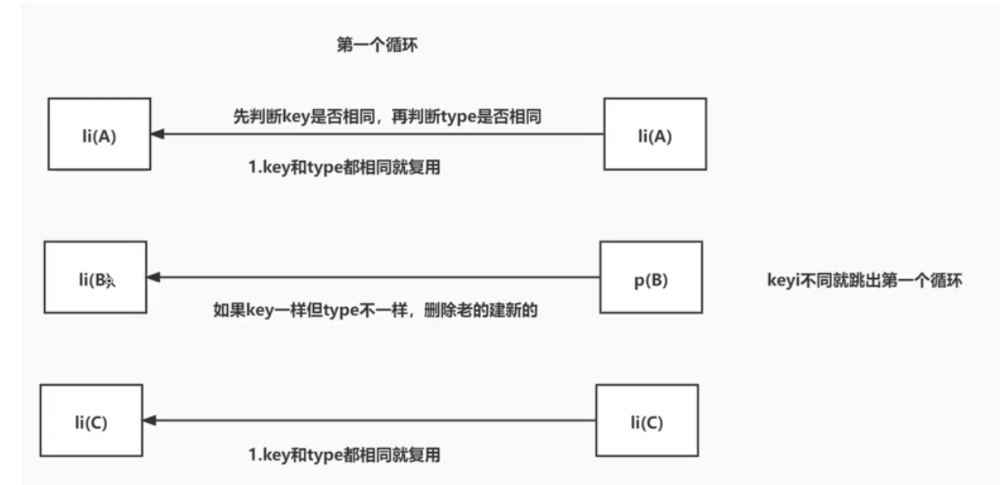 第一个循环
先判断key是否相同，再判断type是否相同
li(A)
li(A)
1.key和type都相同就复用
li(B)
p(B)
keyi不同就跳出第一个循环
如果key一样但type不一样，删除老的建新的
li(C)
li(C)
1.key和type都相同就复用